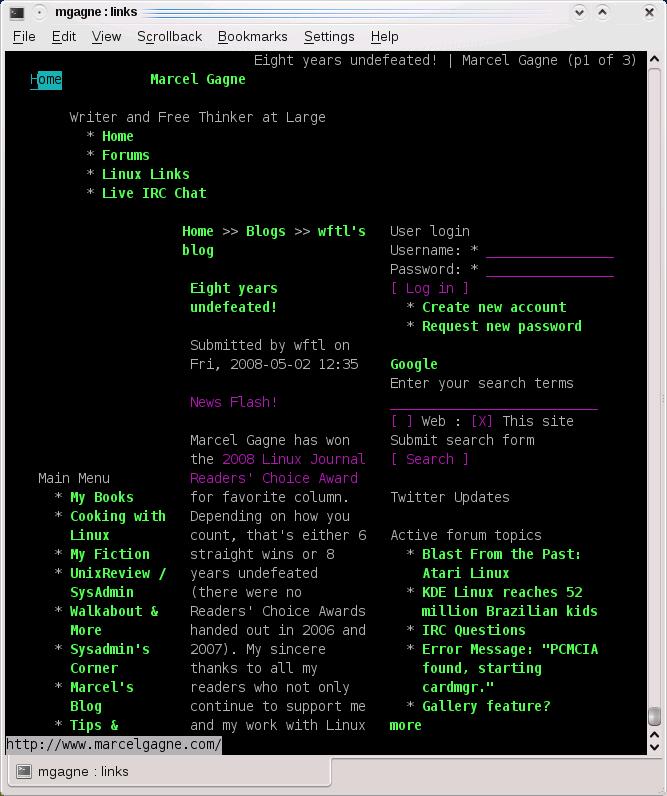 mgagne : links
File Edit View Scrollback Bookmarks Settings Help
Eight years undefeated! | Marcel Gagne (p1 of 3)
Home
Marcel Gagne
Writer and Free Thinker at Large
* Home
* Forums
* Linux Links
* Live IRC Chat
Main Menu
* My Books
* Cooking with
Linux
* My Fiction
* UnixReview /
SysAdmin
* Walkabout &
More
* Sysadmin's
Corner
* Marcel's
Blog
* Tips &
Home >> Blogs >> wftl's
blog
Eight years
undefeated!
Submitted by wftl on
Fri, 2008-05-02 12:35
News Flash!
Marcel Gagne has won
the 2008 Linux Journal
Readers' Choice Award
for favorite column.
Depending on how you
count, that's either 6
straight wins or 8
years undefeated
(there were no
Readers' Choice Awards
handed out in 2006 and
2007). My sincere
thanks to all my
readers who not only
continue to support me
and my work with Linux
User login
Username: * ________________
Password: * ________________
[ Log in ]
* Create new account
* Request new password
Google
Enter your search terms
__________________________
[ ] Web : [X] This site
Submit search form
[ Search ]
Twitter Updates
Active forum topics
* Blast From the Past:
Atari Linux
* KDE Linux reaches 52
million Brazilian kids
* IRC Questions
* Error Message: "PCMCIA
found, starting
cardmgr."
* Gallery feature?
more
http://www.marcelgagne.com/
mgagne : links